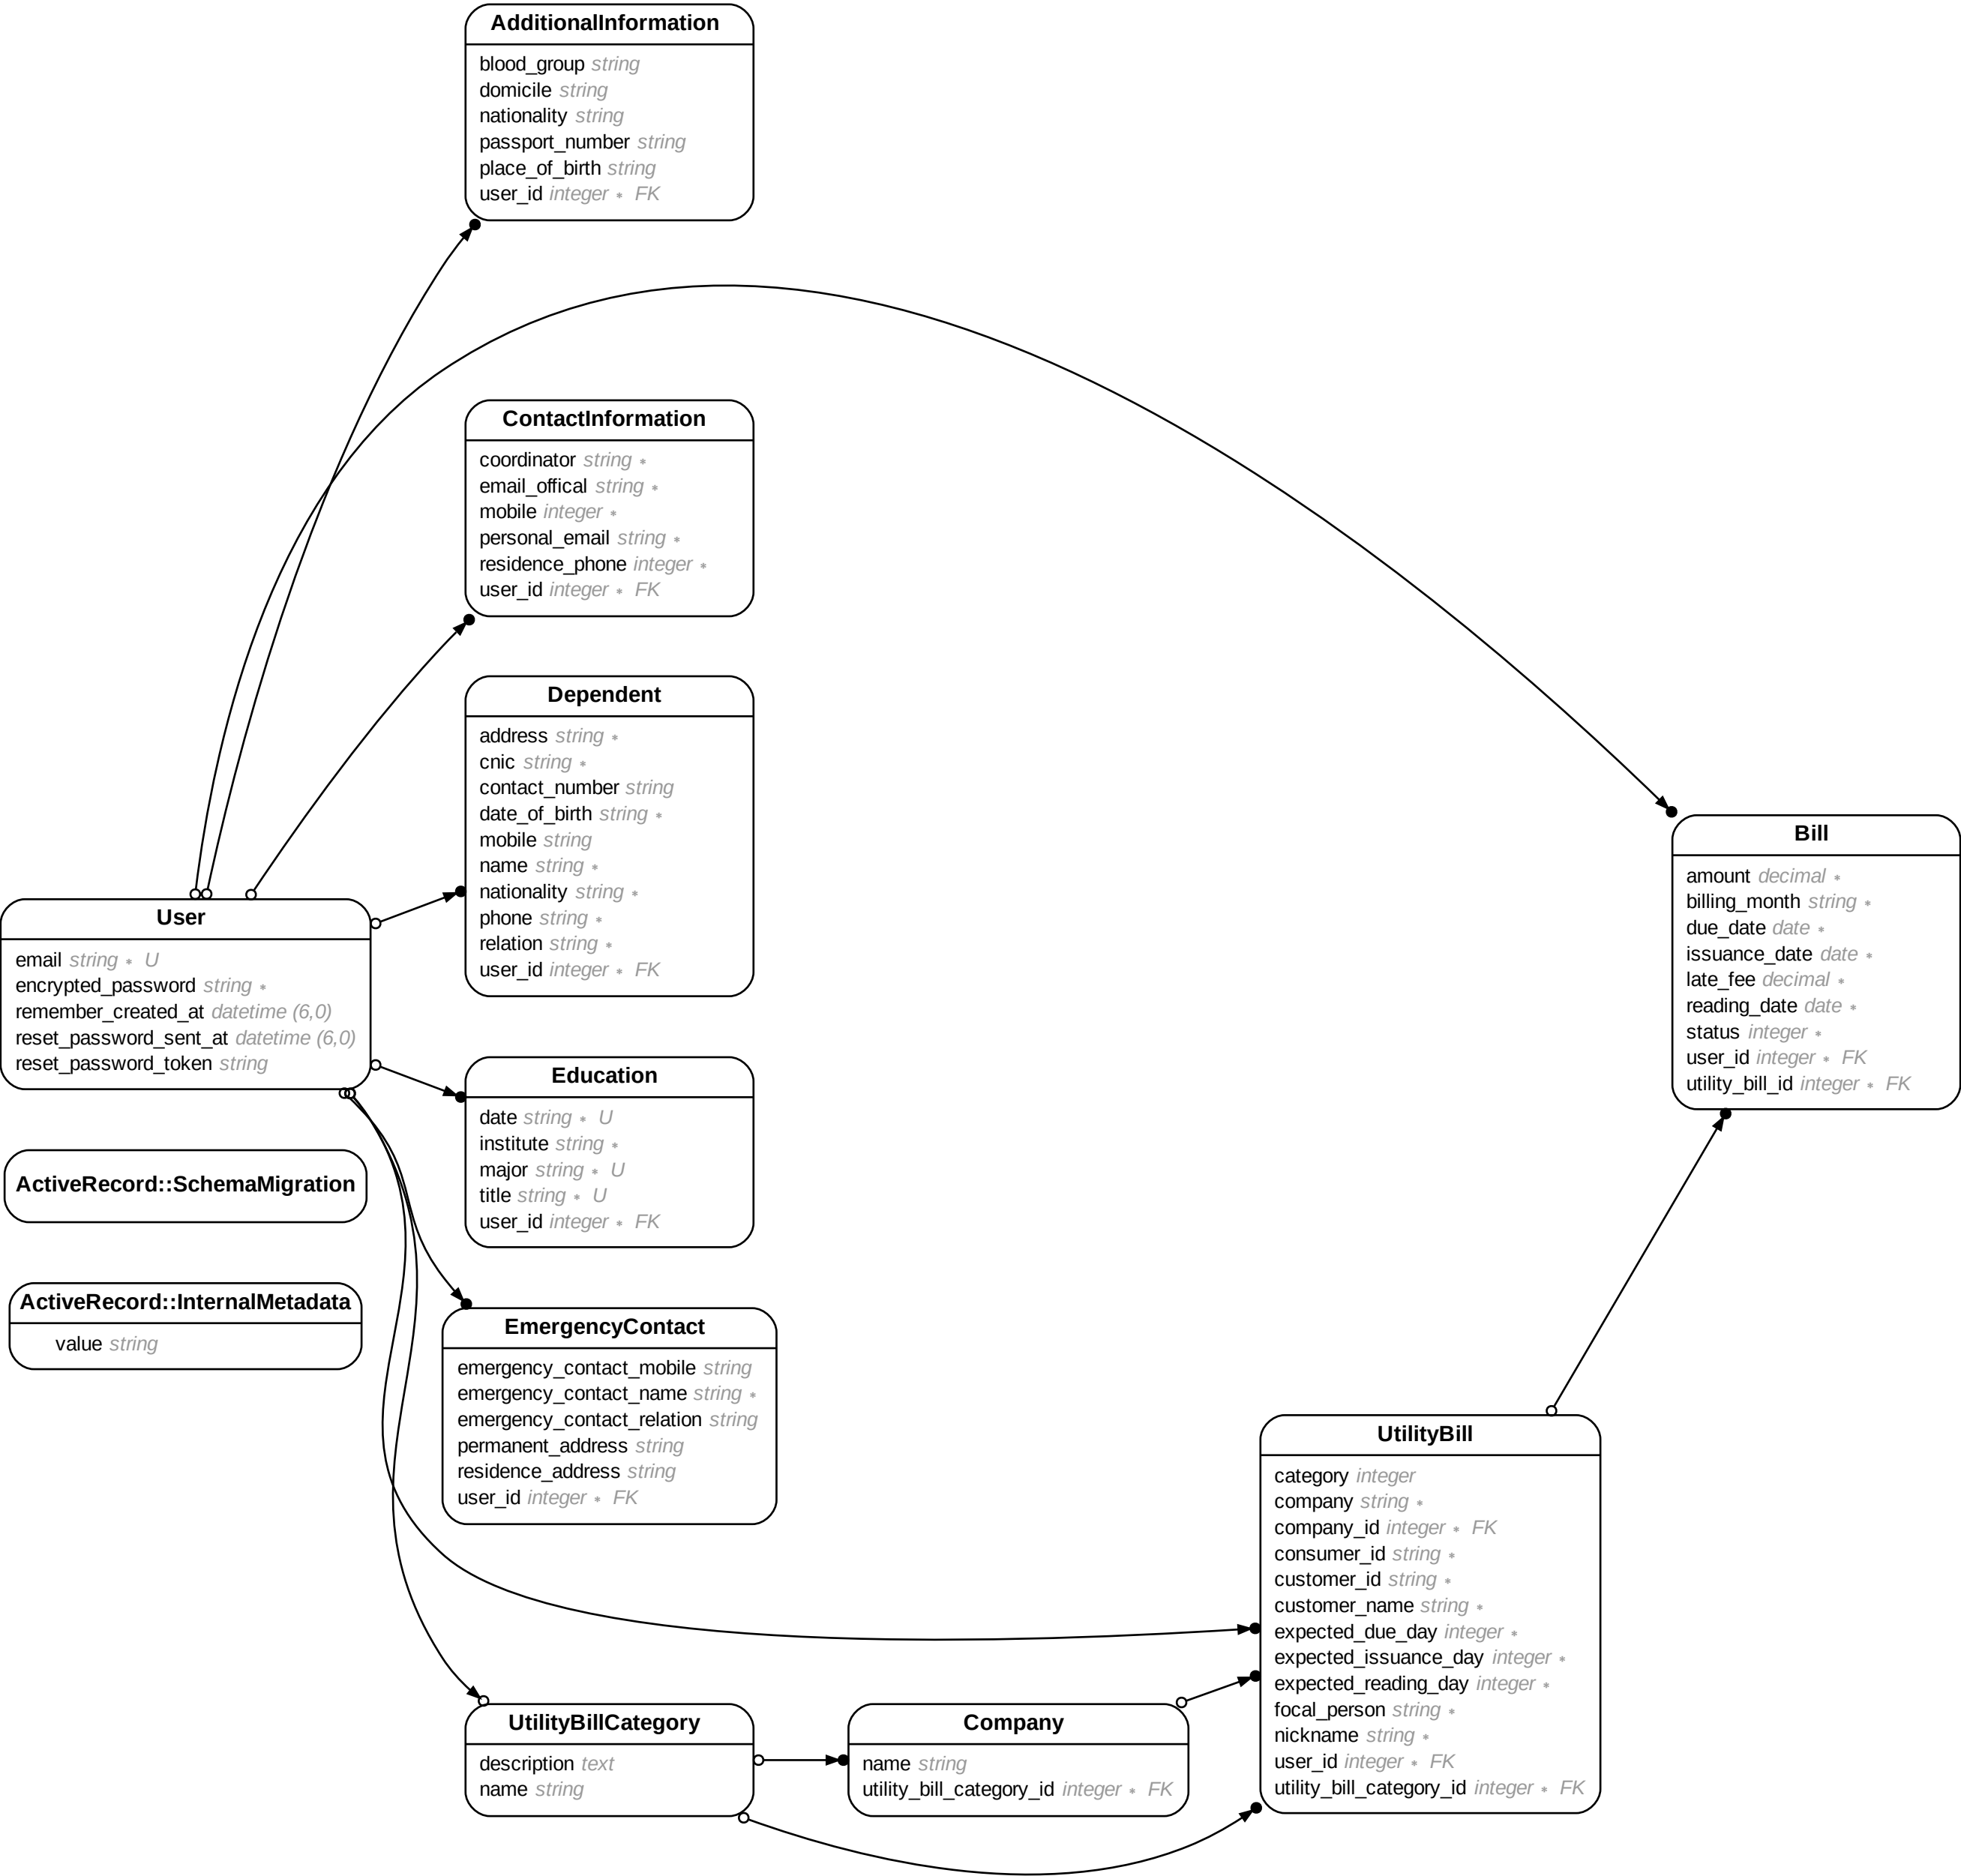 AdditionalInformation
blood_group string
domicile string
nationality string
passport_number string
place_of_birth string
user_id integer * FK
ContactInformation
coordinator string *
email_offical string *
mobile integer *
personal_email string *
residence_phone integer *
user_id integer * FK
Dependent
address string *
cnic string *
contact_number string
date_of_birth string *
mobile string
name string *
nationality string *
phone string *
relation string *
user_id integer * FK
Bill
amount decimal *
billing_month string *
due_date date *
issuance_date date *
late_fee decimal *
reading_date date *
status integer *
user_id integer * FK
utility_bill_id integer * FK
User
email string * U
encrypted_password string *
remember_created_at datetime (6,0)
reset_password_sent_at datetime (6,0)
reset_password_token string
Education
date string * U
institute string *
major string * U
title string * U
user_id integer * FK
ActiveRecord::SchemaMigration
ActiveRecord::InternalMetadata
value string
EmergencyContact
emergency_contact_mobile string
emergency_contact_name string *
emergency_contact_relation string
permanent_address string
residence_address string
user_id integer * FK
UtilityBill
category integer
company string *
company_id integer * FK
consumer_id string *
customer_id string *
customer_name string *
expected_due_day integer *
expected_issuance_day integer *
expected_reading_day integer *
focal_person string *
nickname string *
user_id integer * FK
utility_bill_category_id integer * FK
UtilityBillCategory
description text
name string
Company
name string
utility_bill_category_id integer * FK